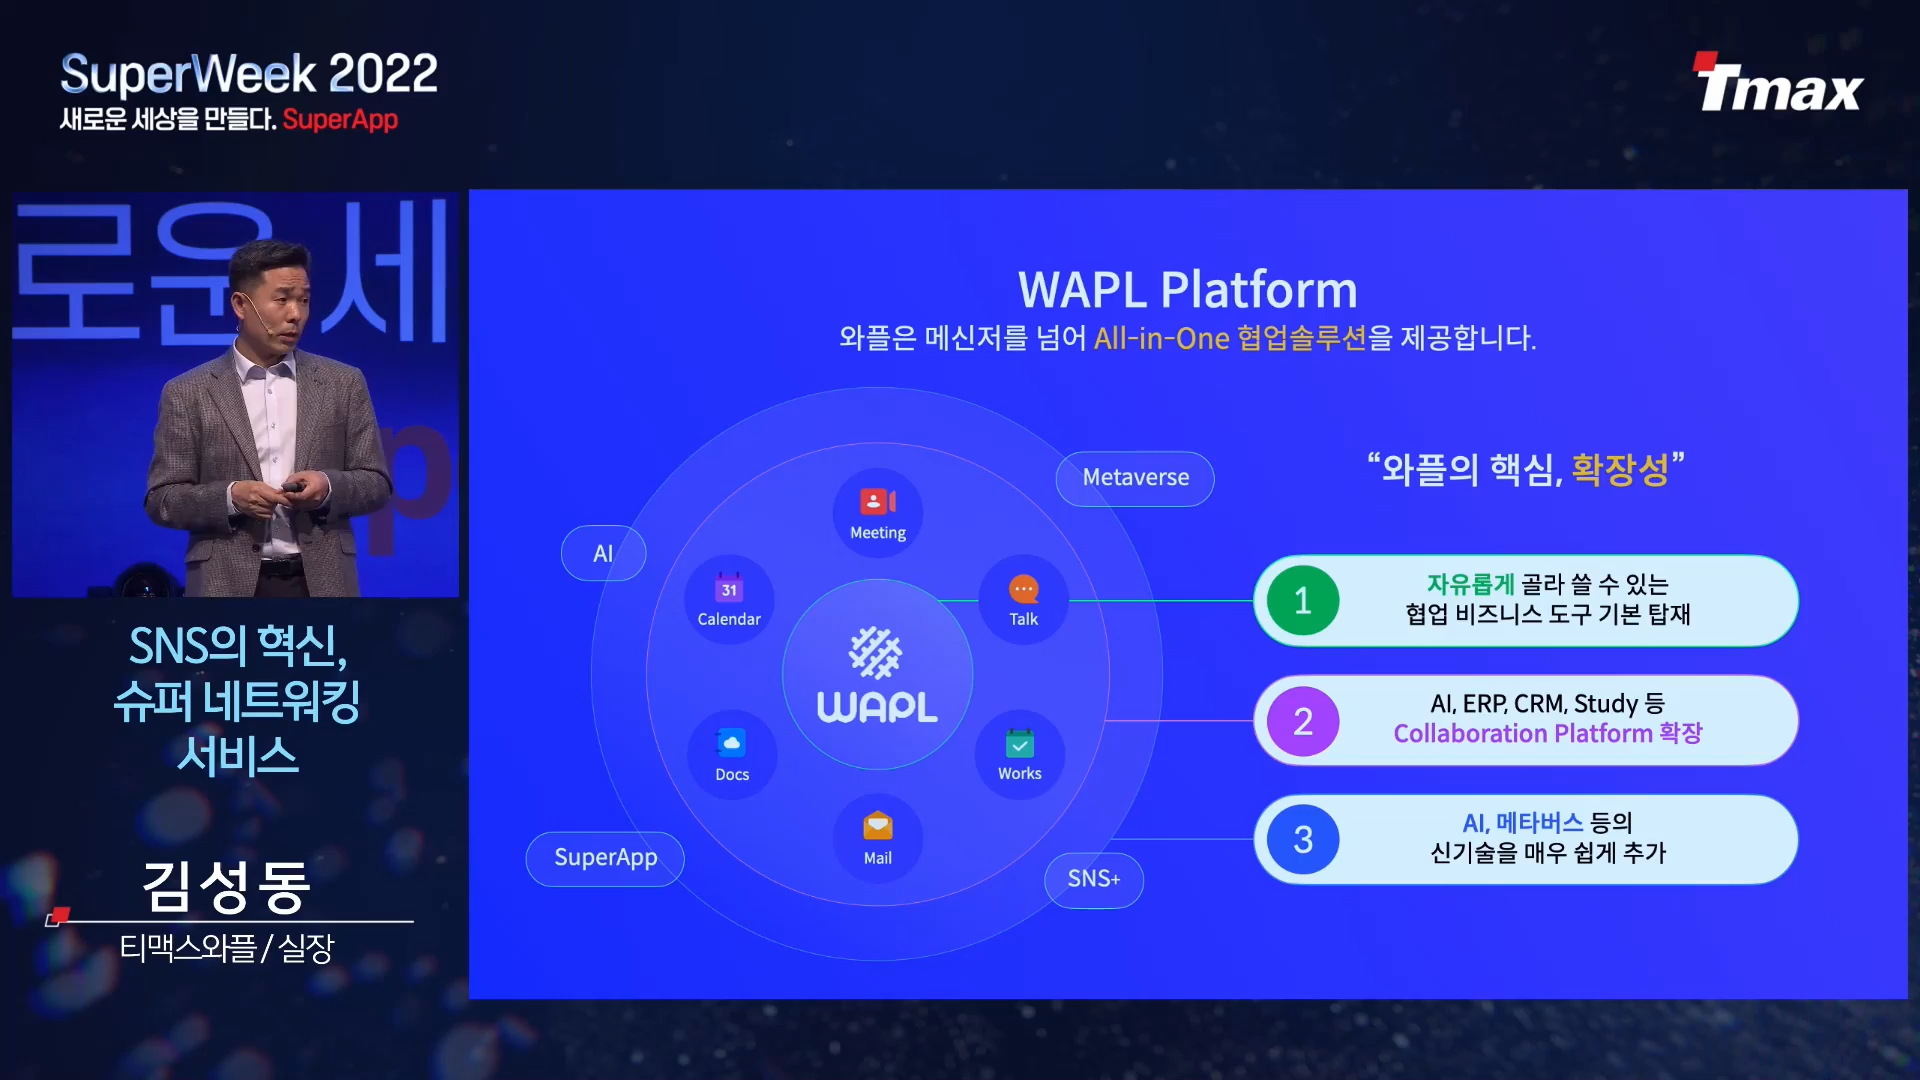 SuperWeek 2022
새로운 세상을 만들다. SuperApp
Tmax
로운 세
p
SNS의 혁신,
슈퍼 네트워킹
서비스
김성동
티맥스와플 / 실장
WAPL Platform
와플은 메신저를 넘어 All-in-One 협업솔루션을 제공합니다.
Metaverse
AI
Meeting
31
Calendar
Talk
WAPL
Docs
Works
Mail
SuperApp
SNS+
“와플의 핵심, 확장성”
1
자유롭게 골라 쓸 수 있는
협업 비즈니스 도구 기본 탑재
2
AI, ERP, CRM, Study 등
Collaboration Platform 확장
3
AI, 메타버스 등의
신기술을 매우 쉽게 추가